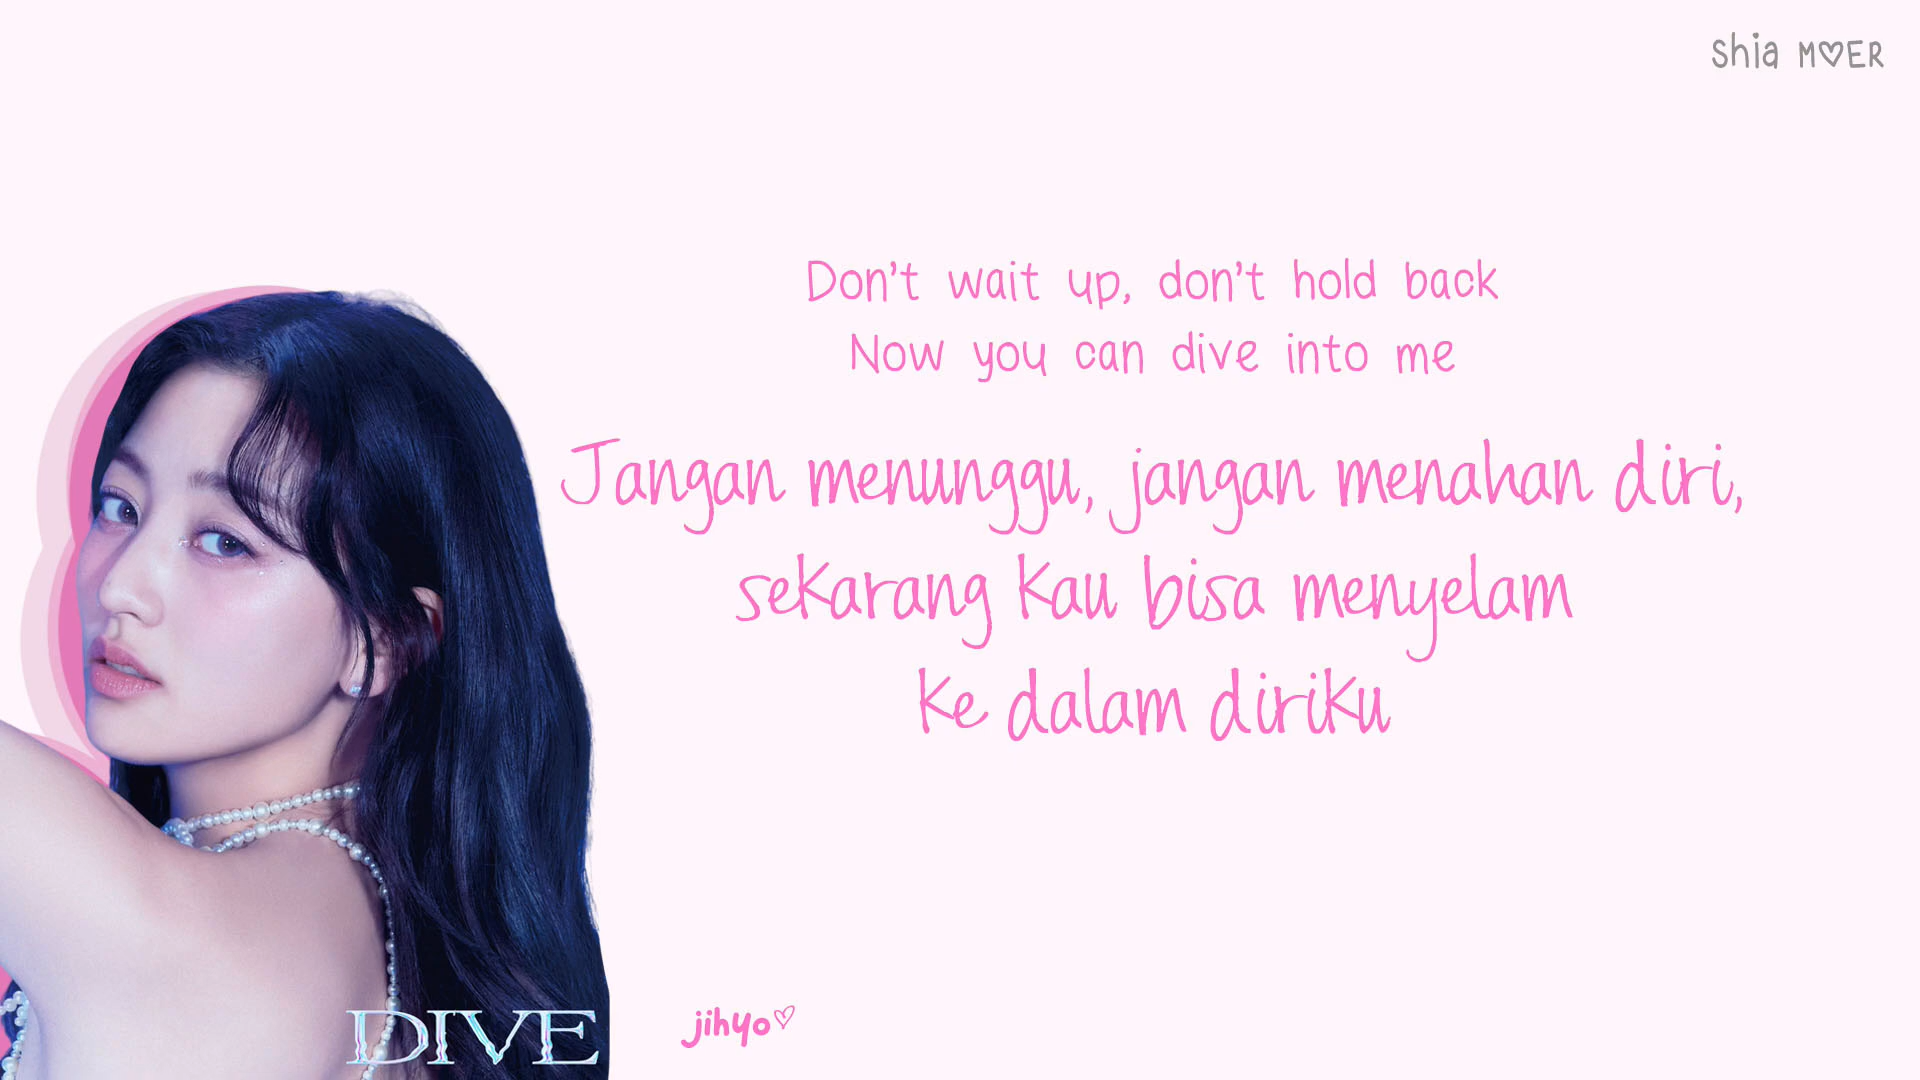 Shia M♡ER
Don't wait up, don't hold back
Now you can dive into me
Jangan menunggu, jangan menahan diri,
sekarang kau bisa menyelam
ke dalam diriku
DIVE
jihyo♡